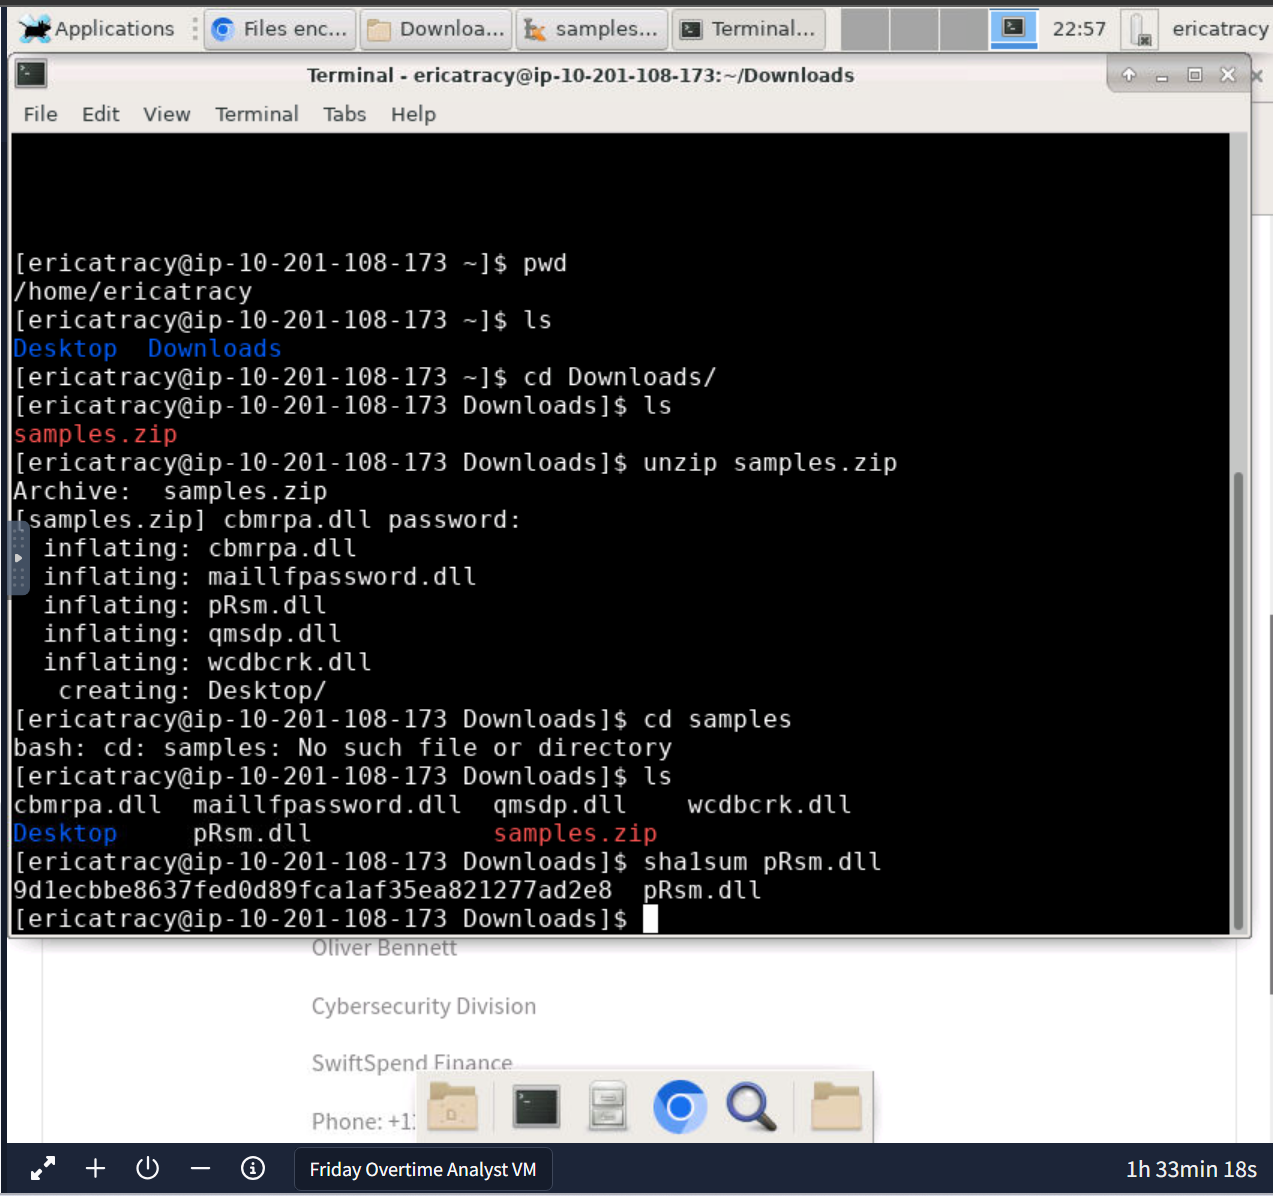 Applications Files enc... Downloa... samples... Terminal... 22:57 ericatracy
Terminal - ericatracy@ip-10-201-108-173:~/Downloads
File Edit View Terminal Tabs Help
[ericatracy@ip-10-201-108-173 ~]$ pwd
/home/ericatracy
[ericatracy@ip-10-201-108-173 ~]$ ls
Desktop  Downloads
[ericatracy@ip-10-201-108-173 ~]$ cd Downloads/
[ericatracy@ip-10-201-108-173 Downloads]$ ls
samples.zip
[ericatracy@ip-10-201-108-173 Downloads]$ unzip samples.zip
Archive:  samples.zip
[samples.zip] cbmrpa.dll password:
  inflating: cbmrpa.dll
  inflating: maillfpassword.dll
  inflating: pRsm.dll
  inflating: qmsdp.dll
  inflating: wcdbcrk.dll
   creating: Desktop/
[ericatracy@ip-10-201-108-173 Downloads]$ cd samples
bash: cd: samples: No such file or directory
[ericatracy@ip-10-201-108-173 Downloads]$ ls
cbmrpa.dll  maillfpassword.dll  qmsdp.dll    wcdbcrk.dll
Desktop     pRsm.dll            samples.zip
[ericatracy@ip-10-201-108-173 Downloads]$ sha1sum pRsm.dll
9d1ecbbe8637fed0d89fca1af35ea821277ad2e8  pRsm.dll
[ericatracy@ip-10-201-108-173 Downloads]$
Oliver Bennett
Cybersecurity Division
SwiftSpend Finance
Phone: +1
Friday Overtime Analyst VM 1h 33min 18s